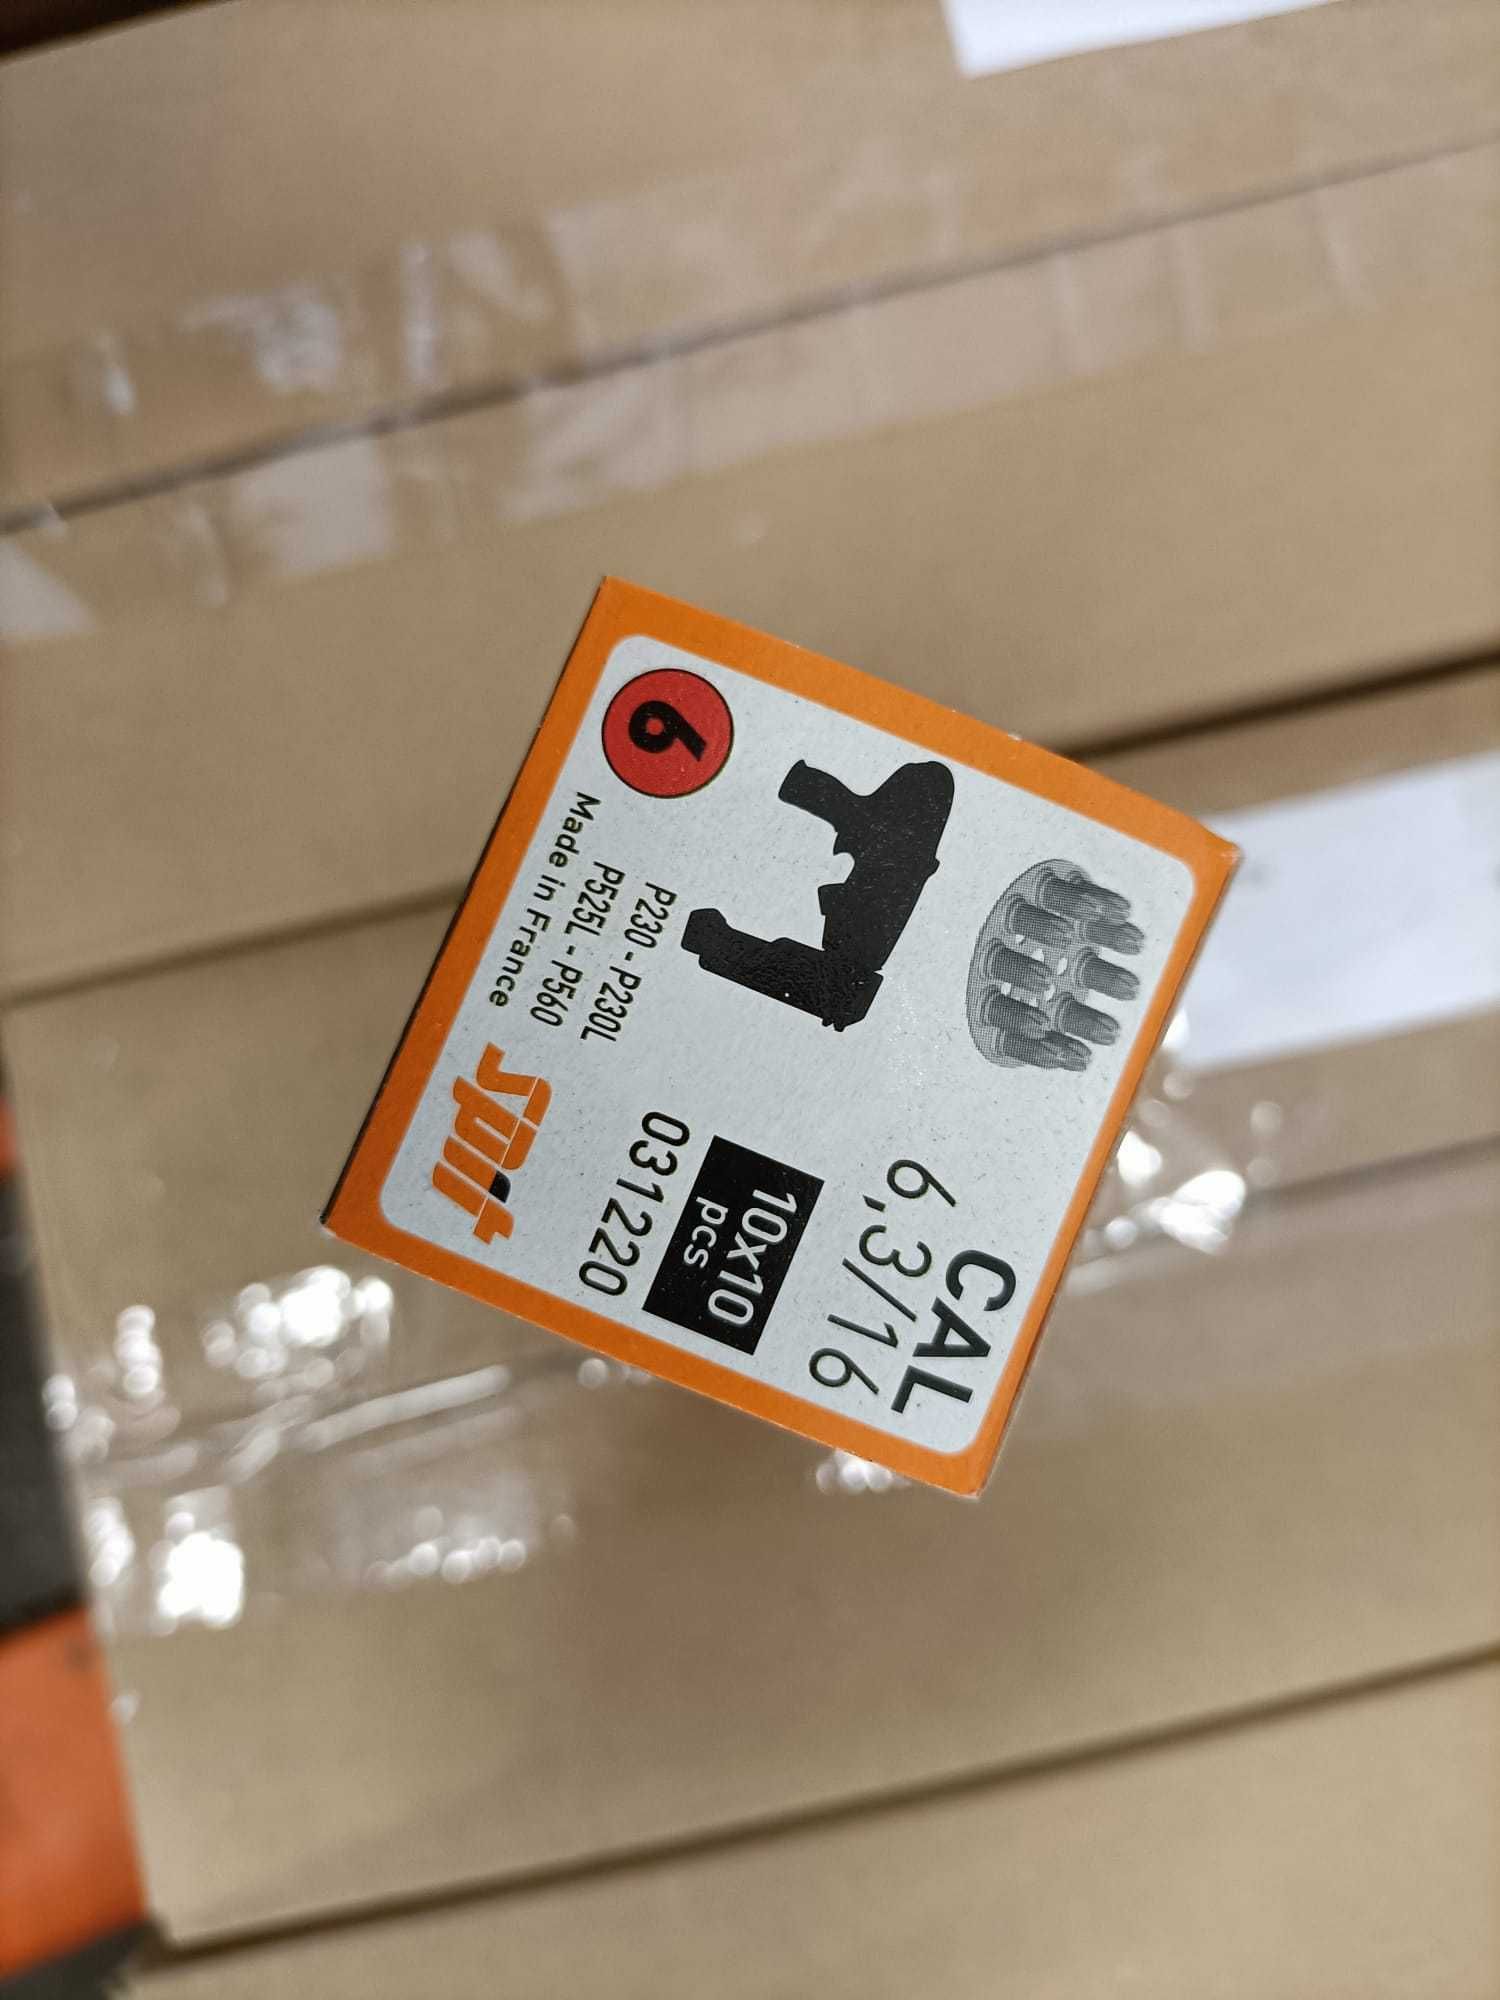 CAL
6,3/16
10x10
pcs
031220
6
P230 - P230L
P525L - P560
Made in France
spit